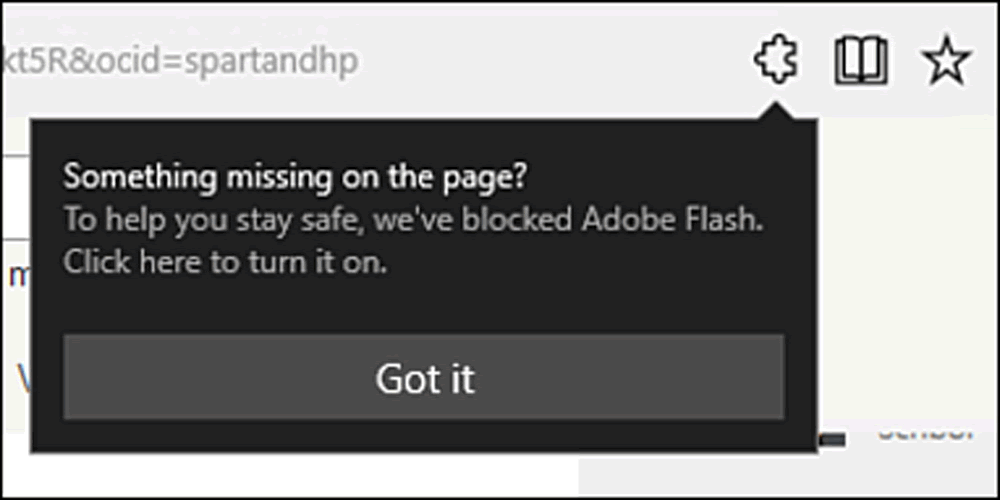 kt5R&ocid=spartandhp
Something missing on the page?
To help you stay safe, we've blocked Adobe Flash.
Click here to turn it on.
m
Got it